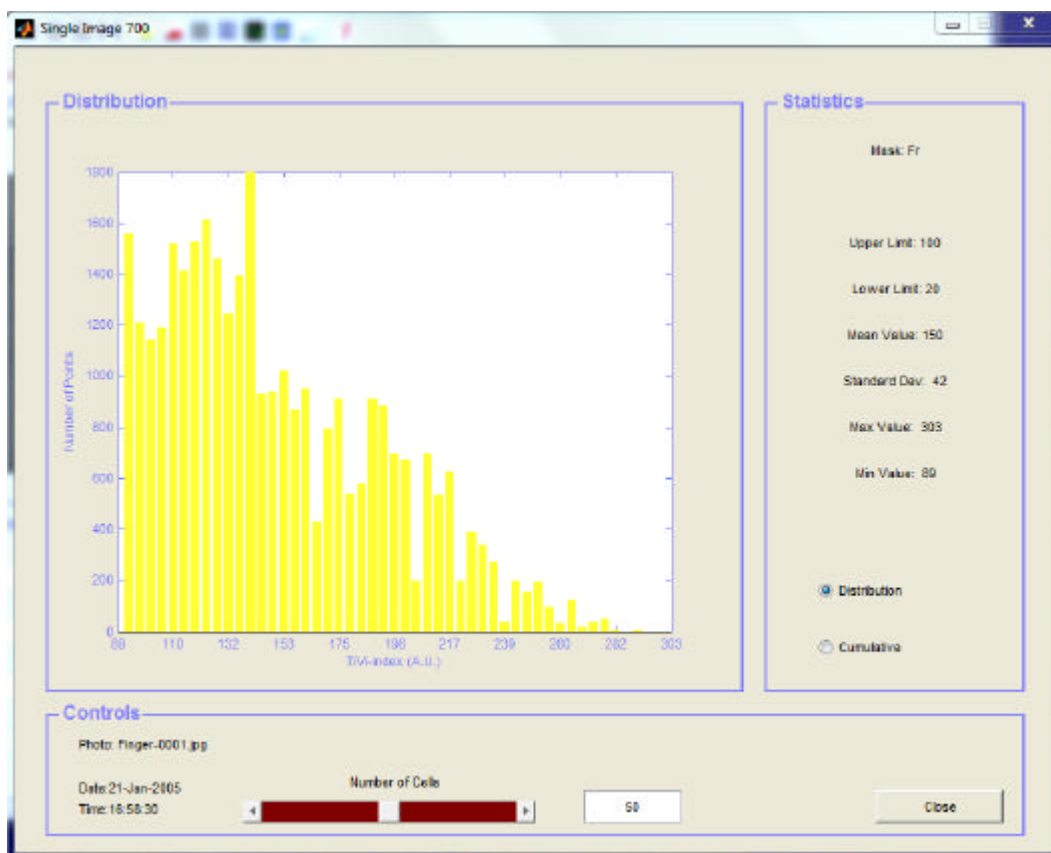 Single Image 700
Distribution
1800
1600
1400
1200
1000
800
600
400
200
0
Number of Points
89 110 132 153 175 196 217 239 260 282 303
TiVi-index (A.U.)
Statistics
Mask: Fr
Upper Limit: 100
Lower Limit: 20
Mean Value: 150
Standard Dev: 42
Max Value: 303
Min Value: 89
Distribution
Cumulative
Controls
Photo: Finger-0001.jpg
Date:21-Jan-2005
Time:16:58:30
Number of Cells
50
Close